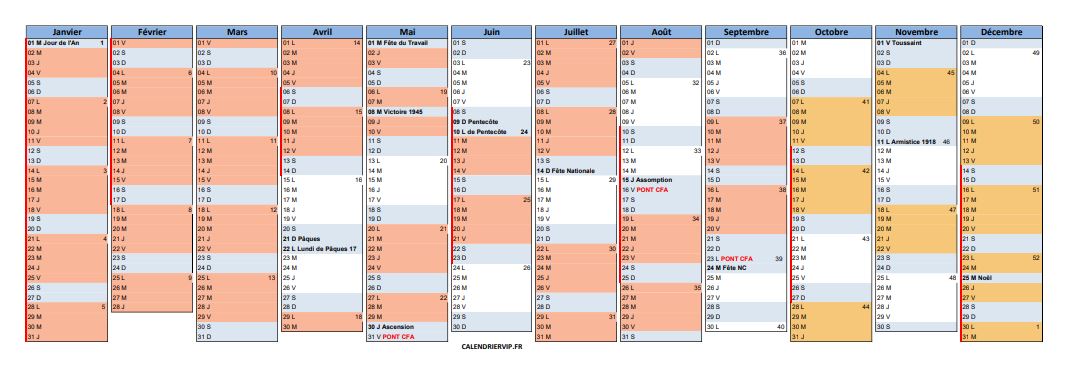 Janvier
01 M Jour de l'An 1
02 M
03 J
04 V
05 S
06 D
07 L 2
08 M
09 M
10 J
11 V
12 S
13 D
14 L 3
15 M
16 M
17 J
18 V
19 S
20 D
21 L 4
22 M
23 M
24 J
25 V
26 S
27 D
28 L 5
29 M
30 M
31 J
Février
01 V
02 S
03 D
04 L 6
05 M
06 M
07 J
08 V
09 S
10 D
11 L 7
12 M
13 M
14 J
15 V
16 S
17 D
18 L 8
19 M
20 M
21 J
22 V
23 S
24 D
25 L 9
26 M
27 M
28 J
Mars
01 V
02 S
03 D
04 L 10
05 M
06 M
07 J
08 V
09 S
10 D
11 L 11
12 M
13 M
14 J
15 V
16 S
17 D
18 L 12
19 M
20 M
21 J
22 V
23 S
24 D
25 L 13
26 M
27 M
28 J
29 V
30 S
31 D
Avril
01 L 14
02 M
03 M
04 J
05 V
06 S
07 D
08 L 15
09 M
10 M
11 J
12 V
13 S
14 D
15 L 16
16 M
17 M
18 J
19 V
20 S
21 D Pâques
22 L Lundi de Pâques 17
23 M
24 M
25 J
26 V
27 S
28 D
29 L 18
30 M
Mai
01 M Fête du Travail
02 J
03 V
04 S
05 D
06 L 19
07 M
08 M Victoire 1945
09 J
10 V
11 S
12 D
13 L 20
14 M
15 M
16 J
17 V
18 S
19 D
20 L 21
21 M
22 M
23 J
24 V
25 S
26 D
27 L 22
28 M
29 M
30 J Ascension
31 V PONT CFA
Juin
01 S
02 D
03 L 23
04 M
05 M
06 J
07 V
08 S
09 D Pentecôte
10 L de Pentecôte 24
11 M
12 M
13 J
14 V
15 S
16 D
17 L 25
18 M
19 M
20 J
21 V
22 S
23 D
24 L 26
25 M
26 M
27 J
28 V
29 S
30 D
Juillet
01 L 27
02 M
03 M
04 J
05 V
06 S
07 D
08 L 28
09 M
10 M
11 J
12 V
13 S
14 D Fête Nationale
15 L 29
16 M
17 M
18 J
19 V
20 S
21 D
22 L 30
23 M
24 M
25 J
26 V
27 S
28 D
29 L 31
30 M
31 M
Août
01 J
02 V
03 S
04 D
05 L 32
06 M
07 M
08 J
09 V
10 S
11 D
12 L 33
13 M
14 M
15 J Assomption
16 V PONT CFA
17 S
18 D
19 L 34
20 M
21 M
22 J
23 V
24 S
25 D
26 L 35
27 M
28 M
29 J
30 V
31 S
Septembre
01 D
02 L 36
03 M
04 M
05 J
06 V
07 S
08 D
09 L 37
10 M
11 M
12 J
13 V
14 S
15 D
16 L 38
17 M
18 M
19 J
20 V
21 S
22 D
23 L PONT CFA 39
24 M Fête NC
25 M
26 J
27 V
28 S
29 D
30 L 40
Octobre
01 M
02 M
03 J
04 V
05 S
06 D
07 L 41
08 M
09 M
10 J
11 V
12 S
13 D
14 L 42
15 M
16 M
17 J
18 V
19 S
20 D
21 L 43
22 M
23 M
24 J
25 V
26 S
27 D
28 L 44
29 M
30 M
31 J
Novembre
01 V Toussaint
02 S
03 D
04 L 45
05 M
06 M
07 J
08 V
09 S
10 D
11 L Armistice 1918 46
12 M
13 M
14 J
15 V
16 S
17 D
18 L 47
19 M
20 M
21 J
22 V
23 S
24 D
25 L 48
26 M
27 M
28 J
29 V
30 S
Décembre
01 D
02 L 49
03 M
04 M
05 J
06 V
07 S
08 D
09 L 50
10 M
11 M
12 J
13 V
14 S
15 D
16 L 51
17 M
18 M
19 J
20 V
21 S
22 D
23 L 52
24 M
25 M Noël
26 J
27 V
28 S
29 D
30 L 1
31 M
CALENDRIERVIP.FR